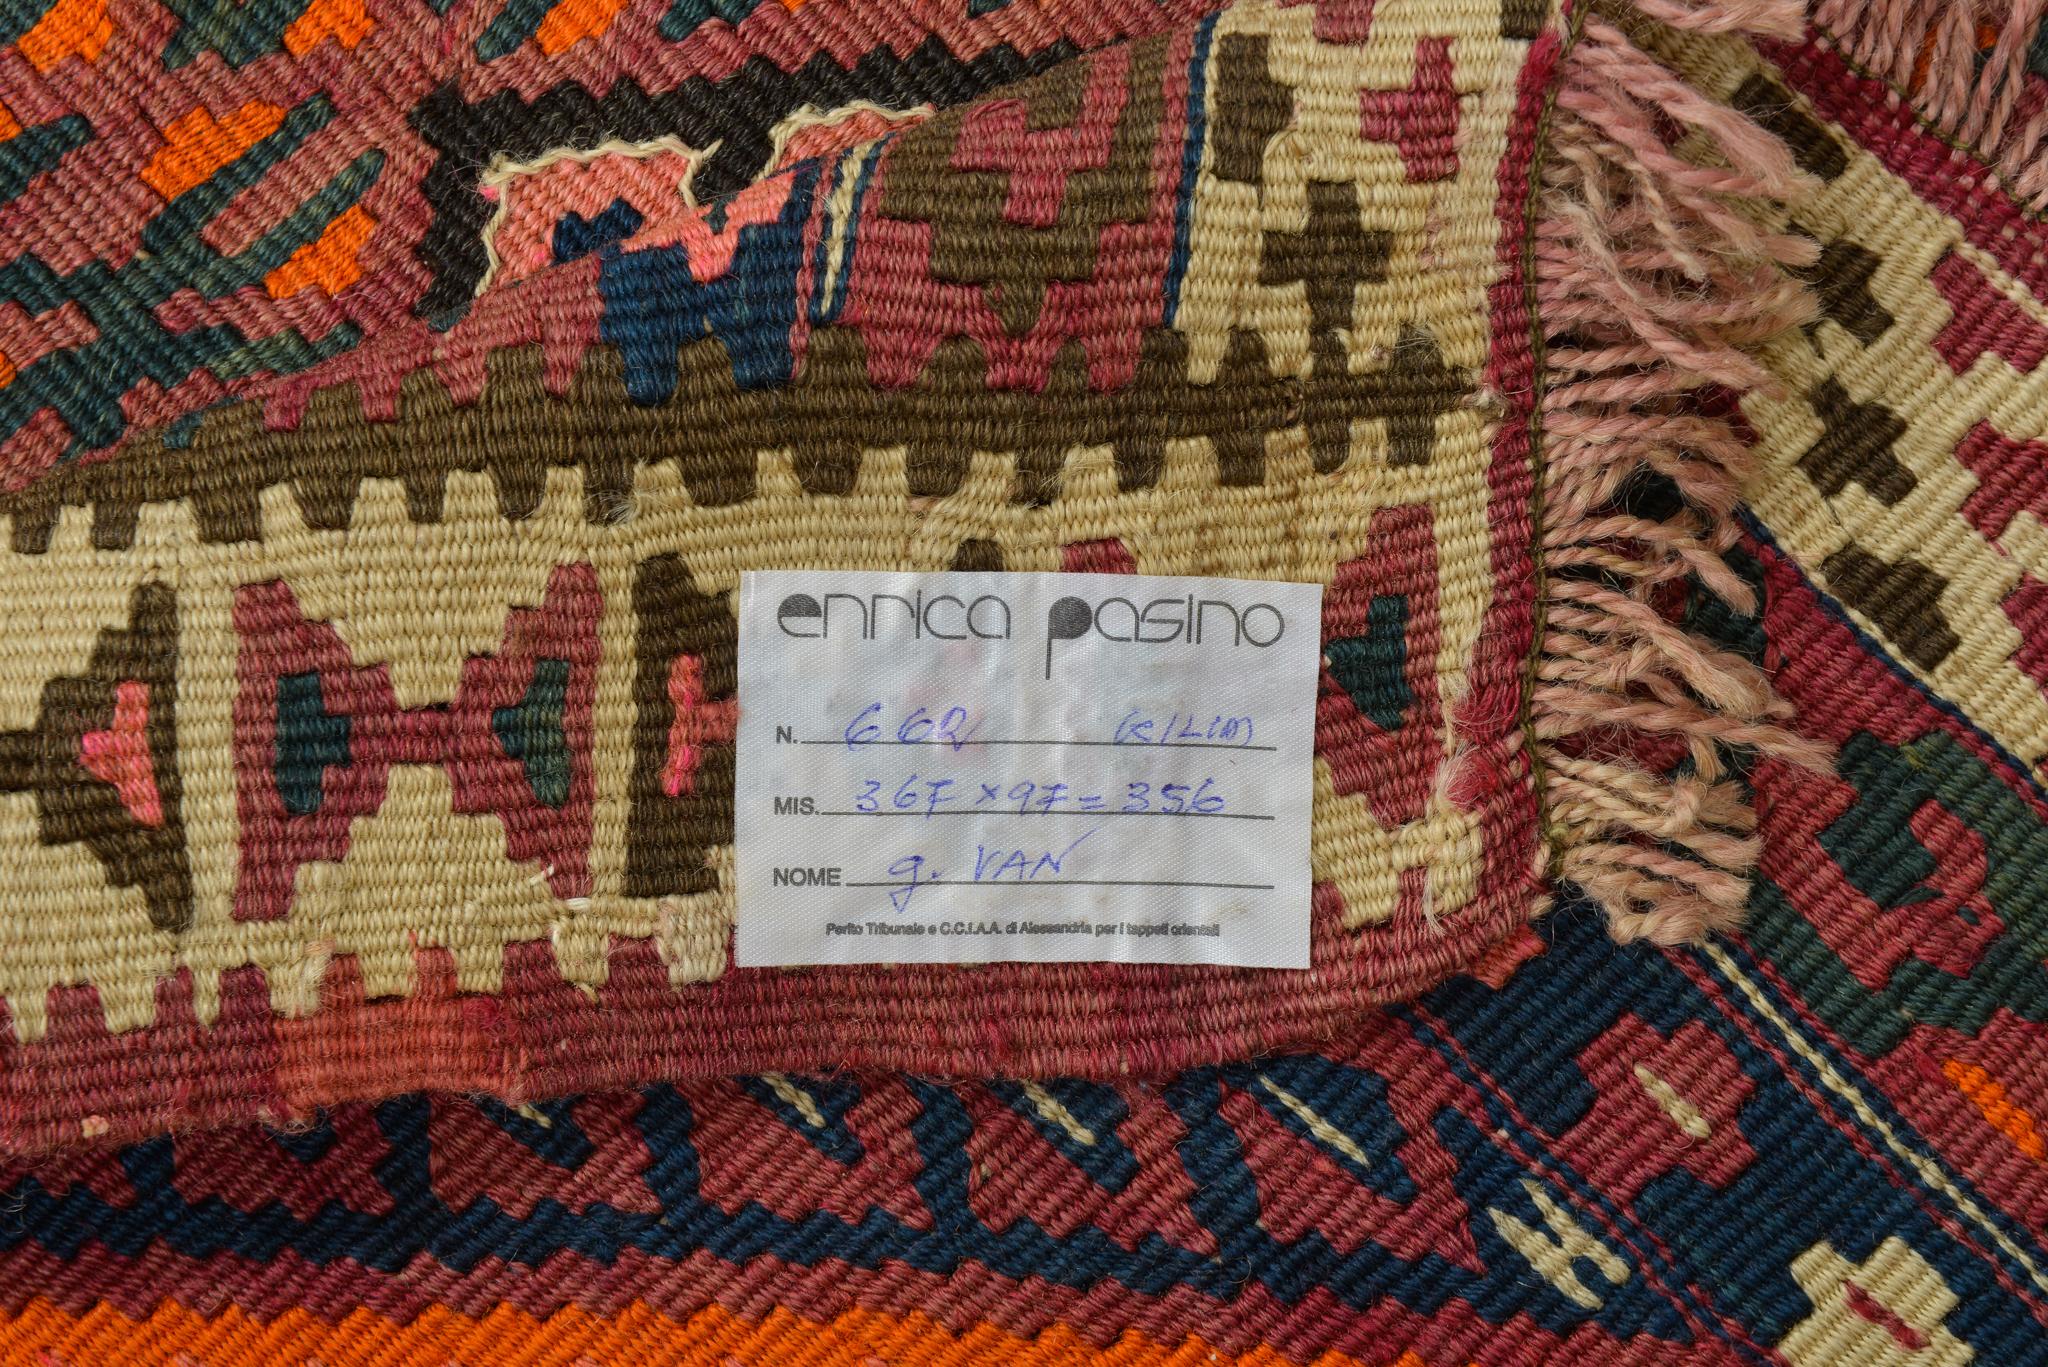 enrica pasino
N. 662 KILIM
MIS. 367 x 97 = 356
NOME g. VAN
Perito Tribunale e C.C.I.A.A. di Alessandria per i tappeti orientali